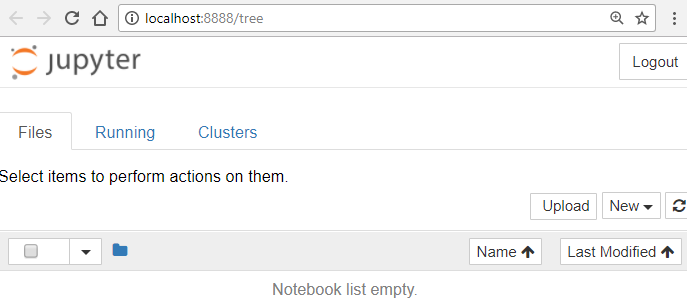 localhost:8888/tree
jupyter
Logout
Files Running Clusters
Select items to perform actions on them.
Upload New
Name Last Modified
Notebook list empty.